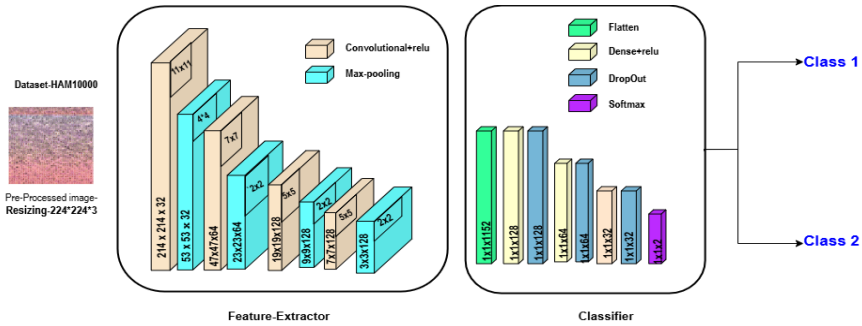 Dataset-HAM10000
Pre-Processed image-
Resizing-224*224*3
11x11
214 x 214 x 32
4*4
53 x 53 x 32
7x7
47x47x64
2x2
23x23x64
5x5
19x19x128
2x2
9x9x128
5x5
7x7x128
2x2
3x3x128
Convolutional+relu
Max-pooling
Feature-Extractor
Flatten
Dense+relu
DropOut
Softmax
1x1x1152
1x1x128
1x1x128
1x1x64
1x1x64
1x1x32
1x1x32
1x1x2
Classifier
Class 1
Class 2